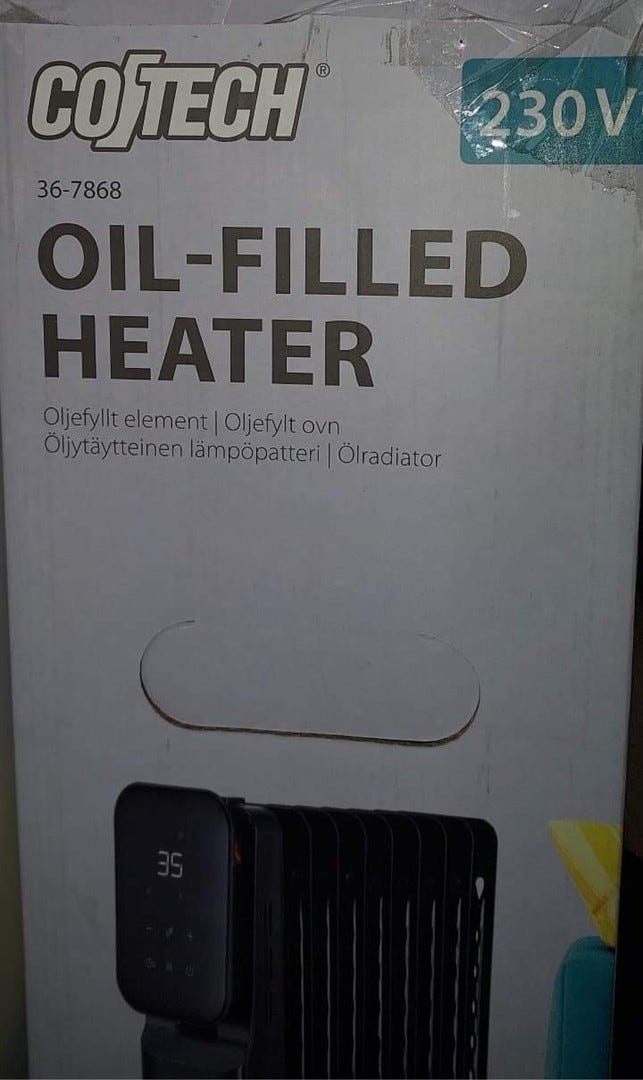 COTECH®
230V
36-7868
OIL-FILLED
HEATER
Oljefyllt element | Oljefylt ovn
Öljytäytteinen lämpöpatteri | Ölradiator
35
- +